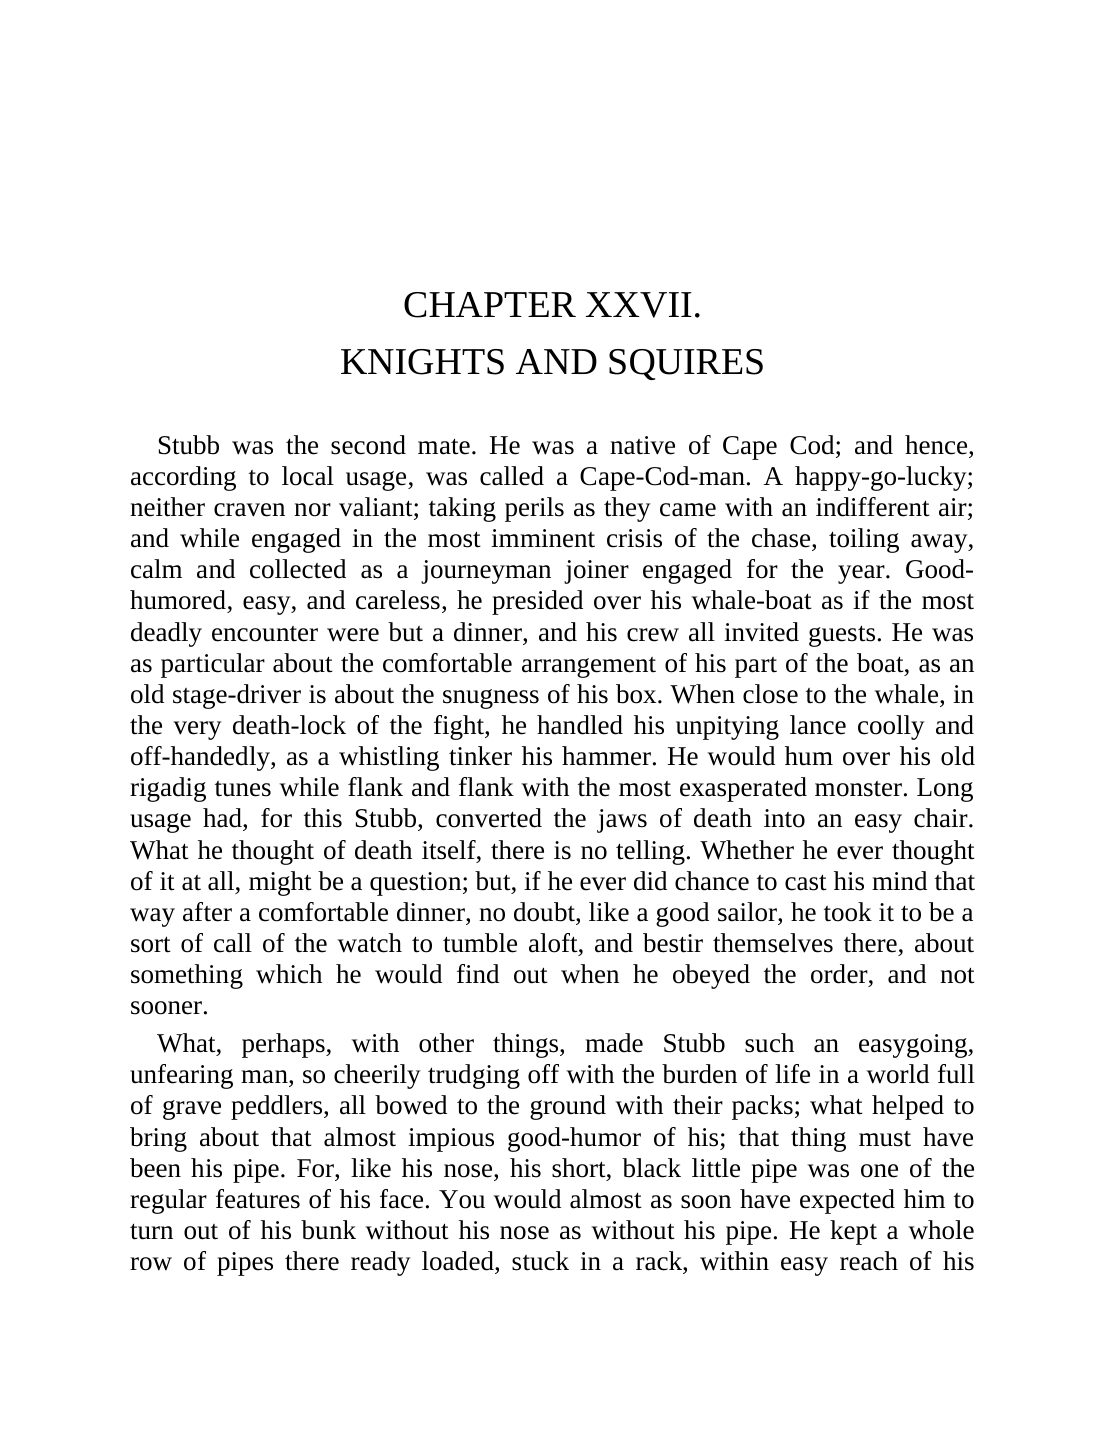 CHAPTER XXVII.
KNIGHTS AND SQUIRES
Stubb was the second mate. He was a native of Cape Cod; and hence,
according to local usage, was called a Cape-Cod-man. A happy-go-lucky;
neither craven nor valiant; taking perils as they came with an indifferent air;
and while engaged in the most imminent crisis of the chase, toiling away,
calm and collected as a journeyman joiner engaged for the year. Good-
humored, easy, and careless, he presided over his whale-boat as if the most
deadly encounter were but a dinner, and his crew all invited guests. He was
as particular about the comfortable arrangement of his part of the boat, as an
old stage-driver is about the snugness of his box. When close to the whale, in
the very death-lock of the fight, he handled his unpitying lance coolly and
off-handedly, as a whistling tinker his hammer. He would hum over his old
rigadig tunes while flank and flank with the most exasperated monster. Long
usage had, for this Stubb, converted the jaws of death into an easy chair.
What he thought of death itself, there is no telling. Whether he ever thought
of it at all, might be a question; but, if he ever did chance to cast his mind that
way after a comfortable dinner, no doubt, like a good sailor, he took it to be a
sort of call of the watch to tumble aloft, and bestir themselves there, about
something which he would find out when he obeyed the order, and not
sooner.
What, perhaps, with other things, made Stubb such an easygoing,
unfearing man, so cheerily trudging off with the burden of life in a world full
of grave peddlers, all bowed to the ground with their packs; what helped to
bring about that almost impious good-humor of his; that thing must have
been his pipe. For, like his nose, his short, black little pipe was one of the
regular features of his face. You would almost as soon have expected him to
turn out of his bunk without his nose as without his pipe. He kept a whole
row of pipes there ready loaded, stuck in a rack, within easy reach of his